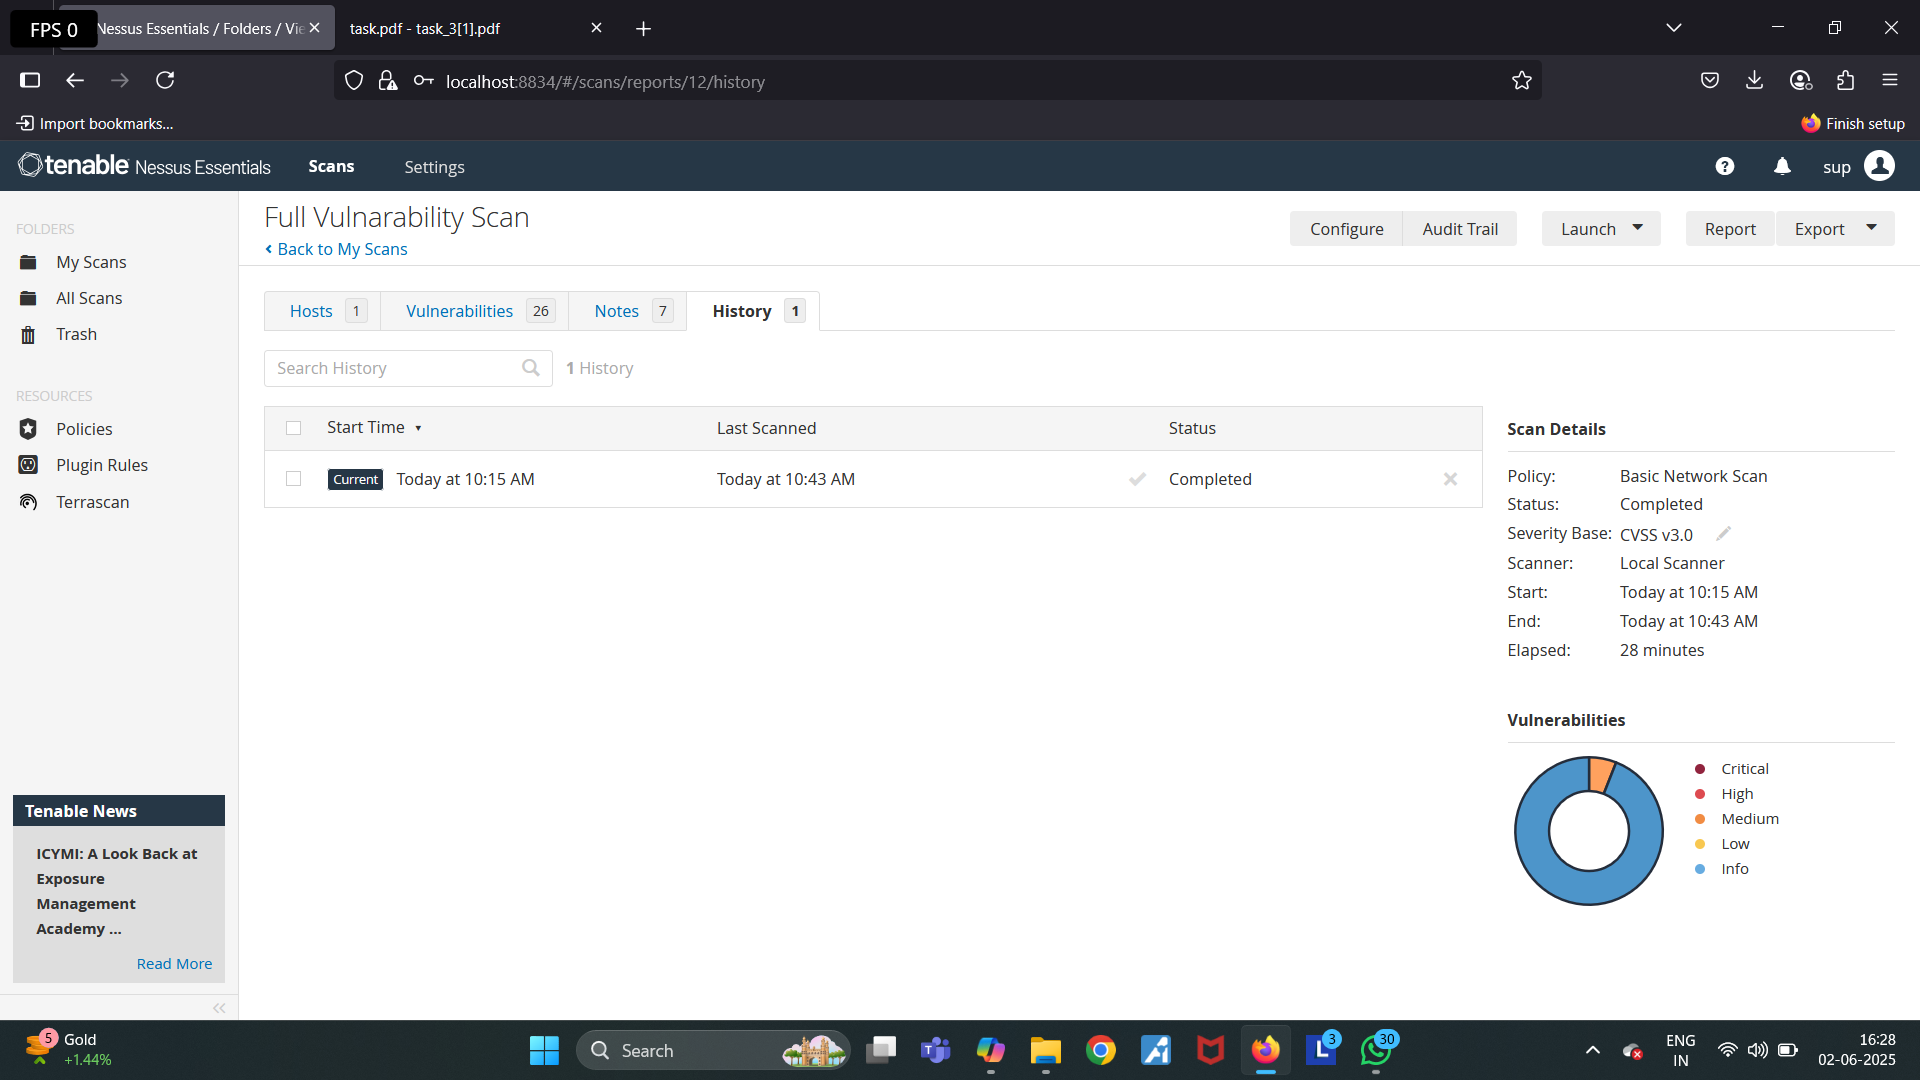 FPS 0
Nessus Essentials / Folders / Vie
task.pdf - task_3[1].pdf
localhost:8834/#/scans/reports/12/history
Import bookmarks...
Finish setup
tenable Nessus Essentials
Scans
Settings
sup
FOLDERS
My Scans
All Scans
Trash
RESOURCES
Policies
Plugin Rules
Terrascan
Tenable News
ICYMI: A Look Back at
Exposure
Management
Academy ...
Read More
Full Vulnarability Scan
Back to My Scans
Configure
Audit Trail
Launch
Report
Export
Hosts 1
Vulnerabilities 26
Notes 7
History 1
Search History
1 History
Start Time Last Scanned Status
Current Today at 10:15 AM Today at 10:43 AM Completed
Scan Details
Policy: Basic Network Scan
Status: Completed
Severity Base: CVSS v3.0
Scanner: Local Scanner
Start: Today at 10:15 AM
End: Today at 10:43 AM
Elapsed: 28 minutes
Vulnerabilities
Critical
High
Medium
Low
Info
5
Gold
+1.44%
Search
3
30
ENG
IN
16:28
02-06-2025